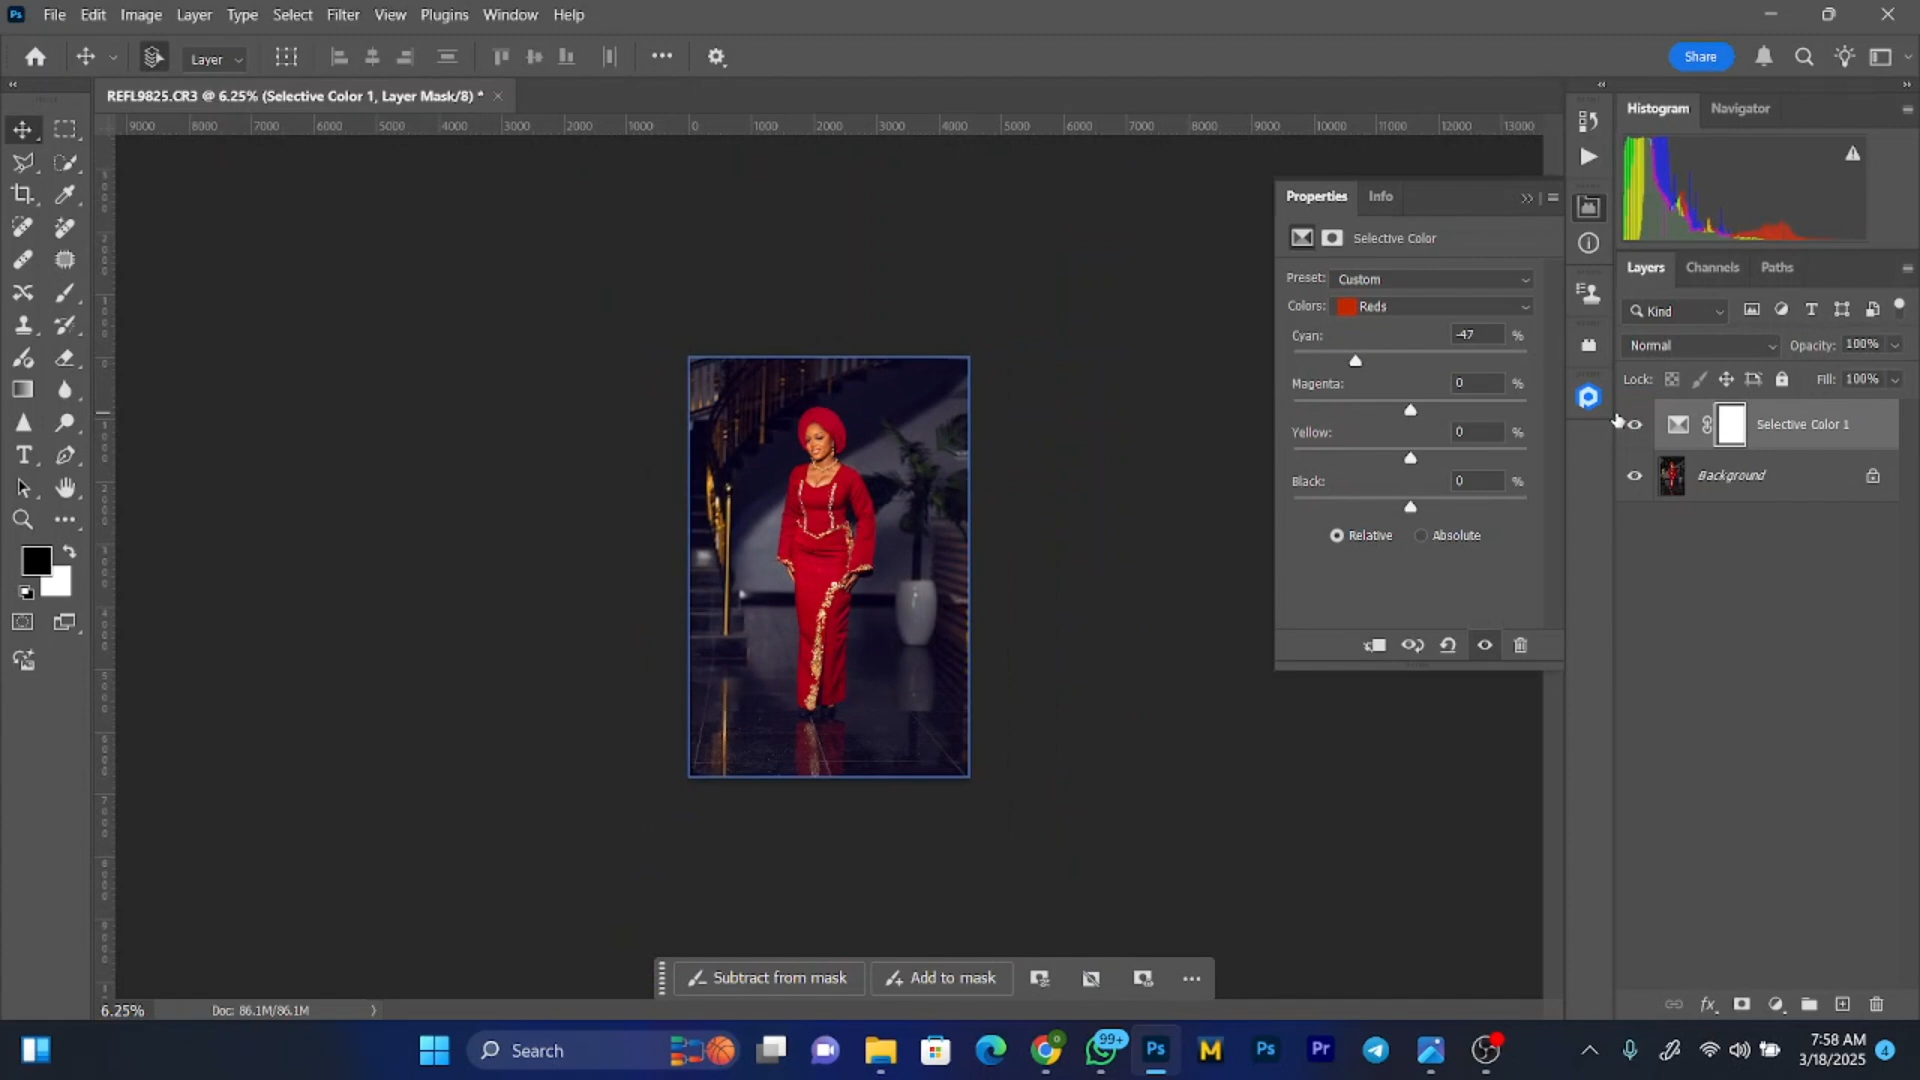 File Edit Image Layer Type Select Filter View Plugins Window Help
Layer
Share
REFL9825.CR3 @ 6.25% (Selective Color 1, Layer Mask/8) *
9000 8000 7000 6000 5000 4000 3000 2000 1000 0 1000 2000 3000 4000 5000 6000 7000 8000 9000 10000 11000 12000 13000
Histogram Navigator
Properties Info
Selective Color
Preset: Custom
Colors: Reds
Cyan: -47 %
Magenta: 0 %
Yellow: 0 %
Black: 0 %
Relative Absolute
Layers Channels Paths
Kind
Normal Opacity: 100%
Lock: Fill: 100%
Selective Color 1
Background
Subtract from mask Add to mask
6.25% Doc: 86.1M/86.1M
Search
99+
Ps
M
Ps
Pr
7:58 AM
3/18/2025
4